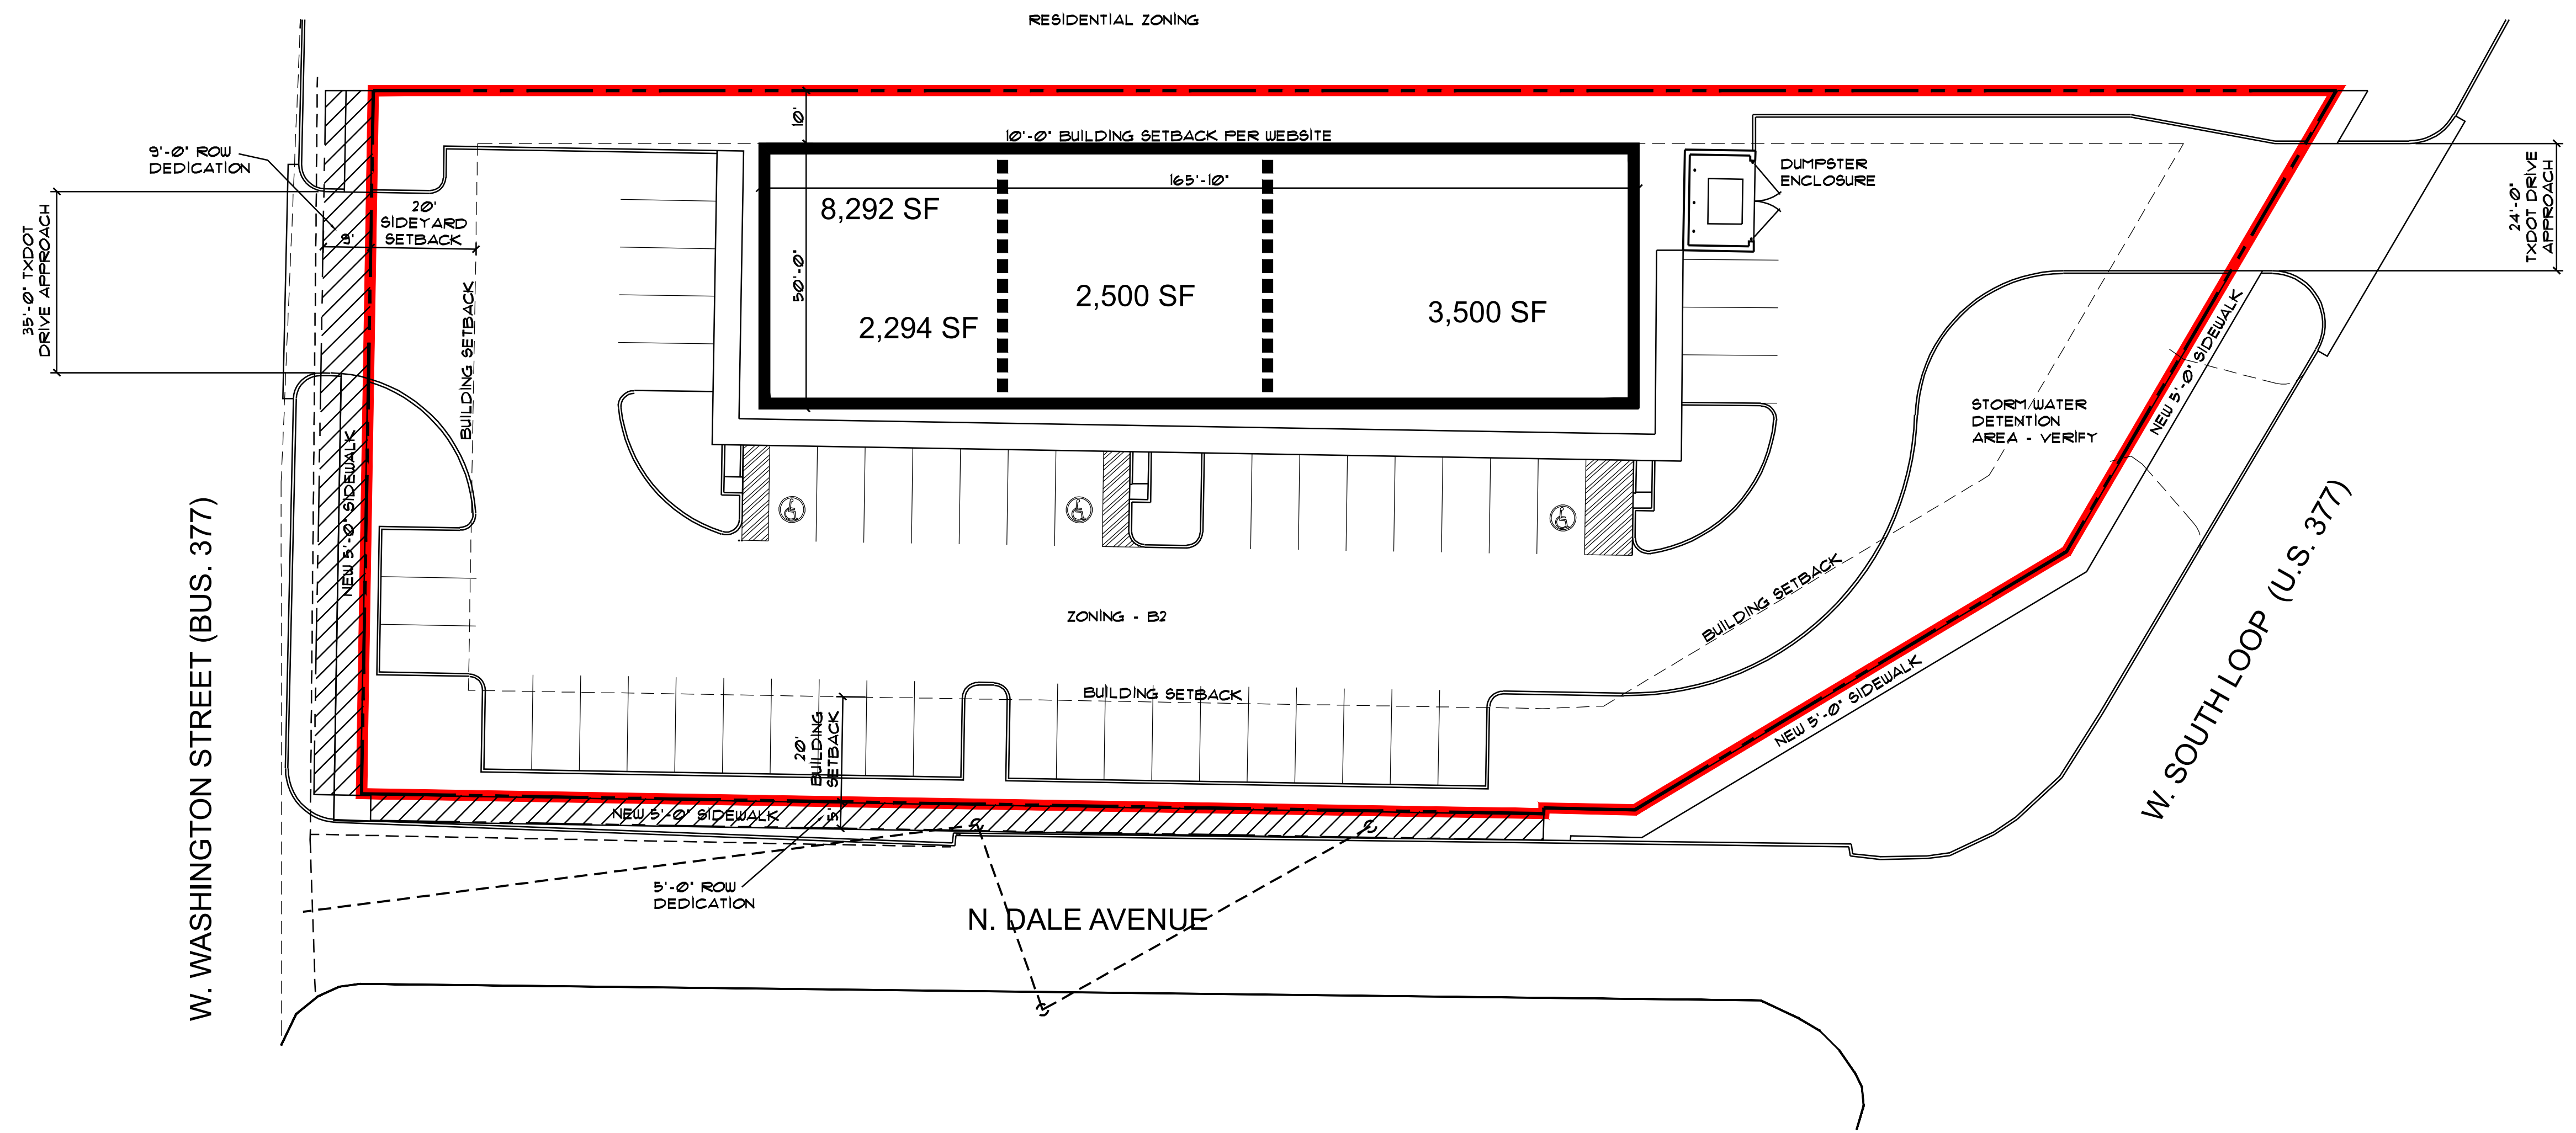 RESIDENTIAL ZONING
10'
10'-0" BUILDING SETBACK PER WEBSITE
9'-0" ROW
DEDICATION
DUMPSTER
ENCLOSURE
165'-10"
8,292 SF
20'
SIDEYARD
SETBACK
9'
35'-0" TXDOT
DRIVE APPROACH
24'-0"
TXDOT DRIVE
APPROACH
50'-0"
2,500 SF
3,500 SF
2,294 SF
BUILDING SETBACK
NEW 5'-0" SIDEWALK
STORM/WATER
DETENTION
AREA - VERIFY
NEW 5'-0" SIDEWALK
W. WASHINGTON STREET (BUS. 377)
W. SOUTH LOOP (U.S. 377)
ZONING - B2
BUILDING SETBACK
BUILDING SETBACK
NEW 5'-0" SIDEWALK
20'
BUILDING
SETBACK
5'
NEW 5'-0" SIDEWALK
5'-0" ROW
DEDICATION
N. DALE AVENUE